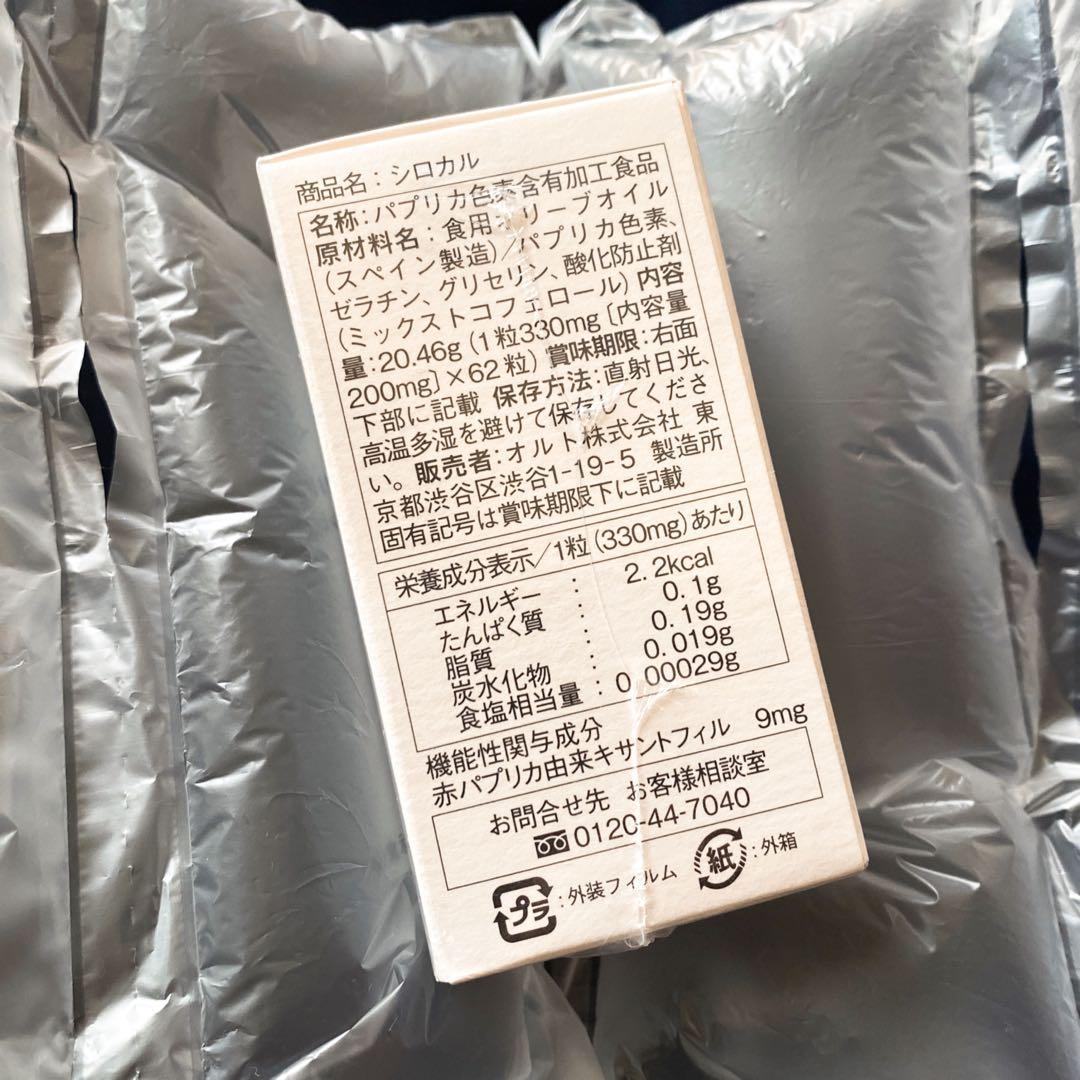 商品名：シロカル
名称：パプリカ色素含有加工食品
原材料名：食用オリーブオイル
(スペイン製造)／パプリカ色素、
ゼラチン、グリセリン、酸化防止剤
(ミックストコフェロール) 内容
量：20.46g (1粒330mg [内容量
200mg] ×62粒) 賞味期限：右面
下部に記載 保存方法：直射日光、
高温多湿を避けて保存してくださ
い。 販売者：オルト株式会社 東
京都渋谷区渋谷1-19-5 製造所
固有記号は賞味期限下に記載
栄養成分表示／1粒(330mg)あたり
エネルギー ： 2.2kcal
たんぱく質 ： 0.1g
脂質 ： 0.19g
炭水化物 ： 0.019g
食塩相当量 ： 0.00029g
機能性関与成分
赤パプリカ由来キサントフィル 9mg
お問合せ先 お客様相談室
0120-44-7040
プラ：外装フィルム 紙：外箱